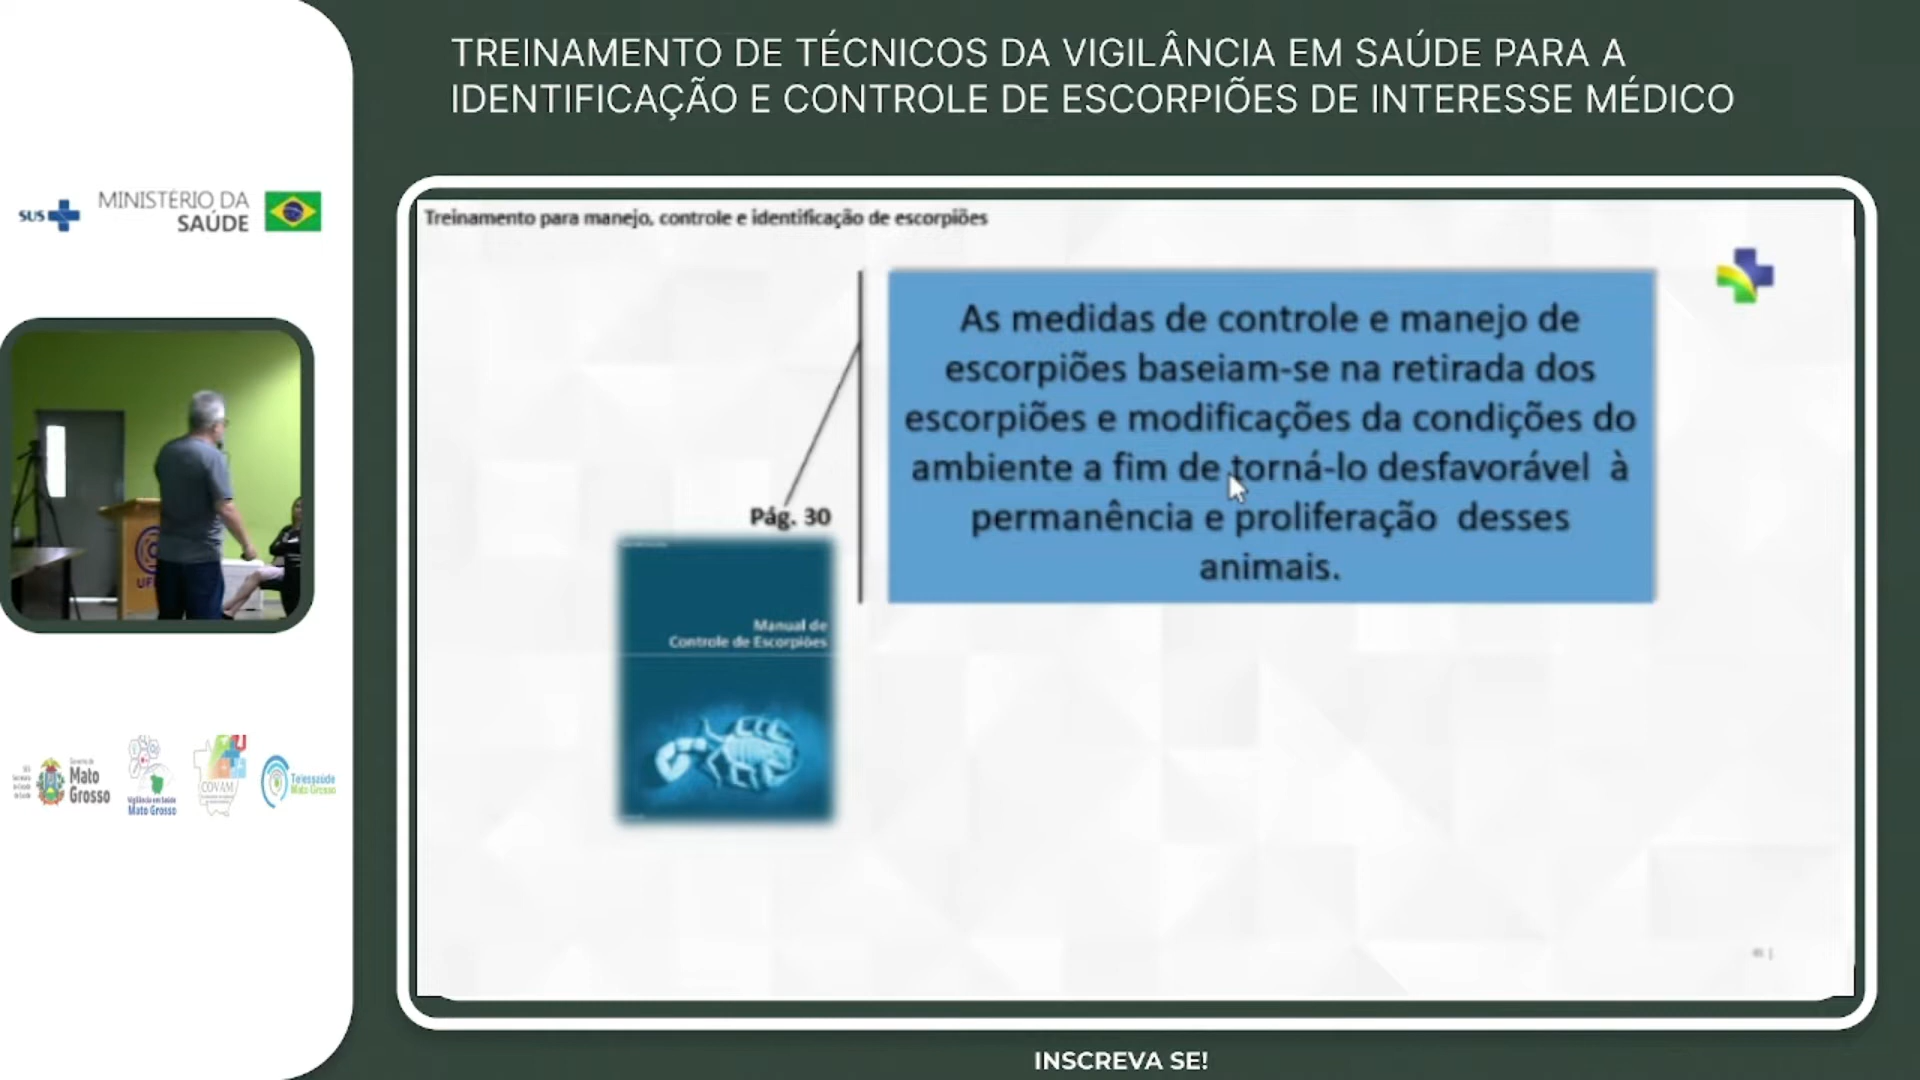 TREINAMENTO DE TÉCNICOS DA VIGILÂNCIA EM SAÚDE PARA A
IDENTIFICAÇÃO E CONTROLE DE ESCORPIÕES DE INTERESSE MÉDICO
SUS
MINISTÉRIO DA
SAÚDE
Treinamento para manejo, controle e identificação de escorpiões
As medidas de controle e manejo de
escorpiões baseiam-se na retirada dos
escorpiões e modificações da condições do
ambiente a fim de torná-lo desfavorável à
permanência e proliferação desses
animais.
Pág. 30
Manual de
Controle de Escorpiões
UF
Governo de
Mato
Grosso
Vigilância em Saúde
Mato Grosso
COVAM
Telessaúde
Mato Grosso
INSCREVA SE!